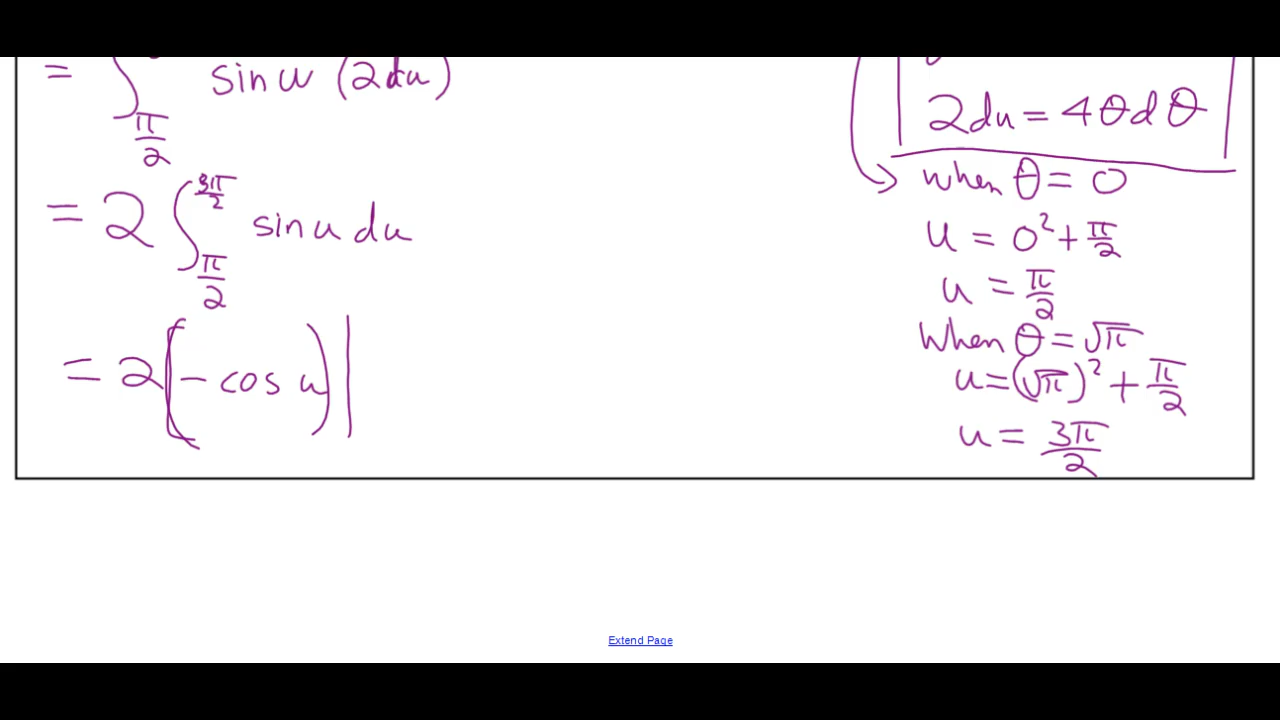 = ∫_{π/2} sin u (2du)
= 2 ∫_{π/2}^{3π/2} sin u du
= 2(− cos u)|
2du = 4θdθ
when θ = 0
u = 0² + π/2
u = π/2
when θ = √π
u = (√π)² + π/2
u = 3π/2
Extend Page